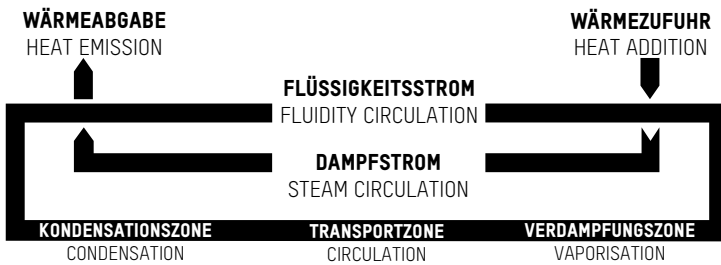 WÄRMEABGABE
HEAT EMISSION
WÄRMEZUFUHR
HEAT ADDITION
FLÜSSIGKEITSSTROM
FLUIDITY CIRCULATION
DAMPFSTROM
STEAM CIRCULATION
KONDENSATIONSZONE
CONDENSATION
TRANSPORTZONE
CIRCULATION
VERDAMPFUNGSZONE
VAPORISATION